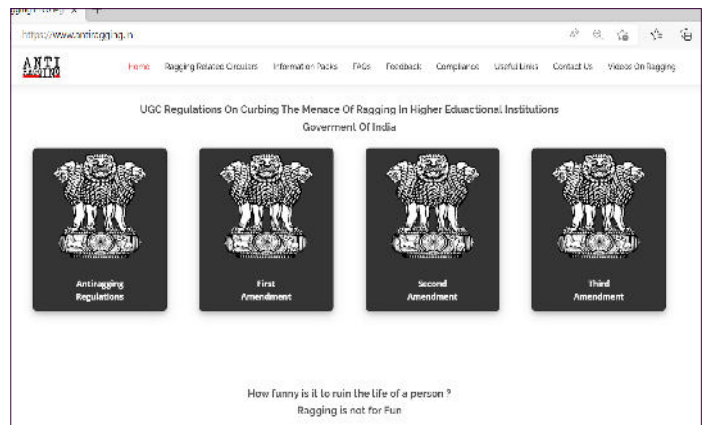 https://www.antiragging.in
ANTI
RAGGING
Home Ragging Related Circulars Information Packs FAQs Feedback Compliance Useful Links Contact Us Videos On Ragging
UGC Regulations On Curbing The Menace Of Ragging In Higher Eduactional Institutions
Goverment Of India
Antiragging
Regulations
First
Amendment
Second
Amendment
Third
Amendment
How funny is it to ruin the life of a person ?
Ragging is not for Fun